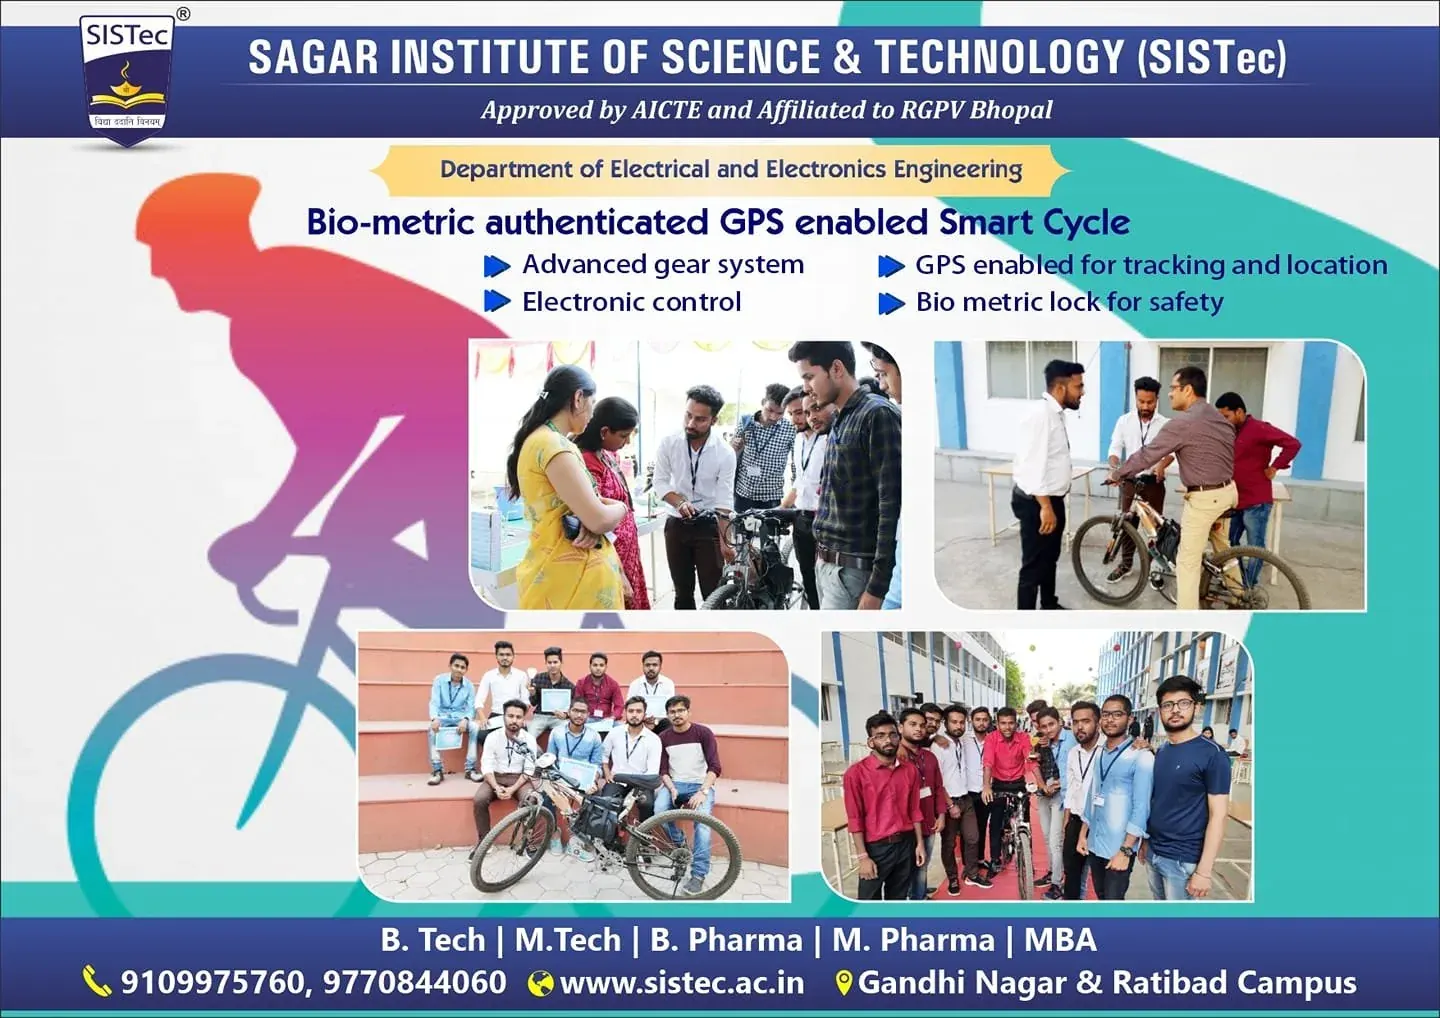 SISTec
®
विद्या ददाति विनयम्
SAGAR INSTITUTE OF SCIENCE & TECHNOLOGY (SISTec)
Approved by AICTE and Affiliated to RGPV Bhopal
Department of Electrical and Electronics Engineering
Bio-metric authenticated GPS enabled Smart Cycle
Advanced gear system
GPS enabled for tracking and location
Electronic control
Bio metric lock for safety
B. Tech | M.Tech | B. Pharma | M. Pharma | MBA
9109975760, 9770844060 www.sistec.ac.in Gandhi Nagar & Ratibad Campus